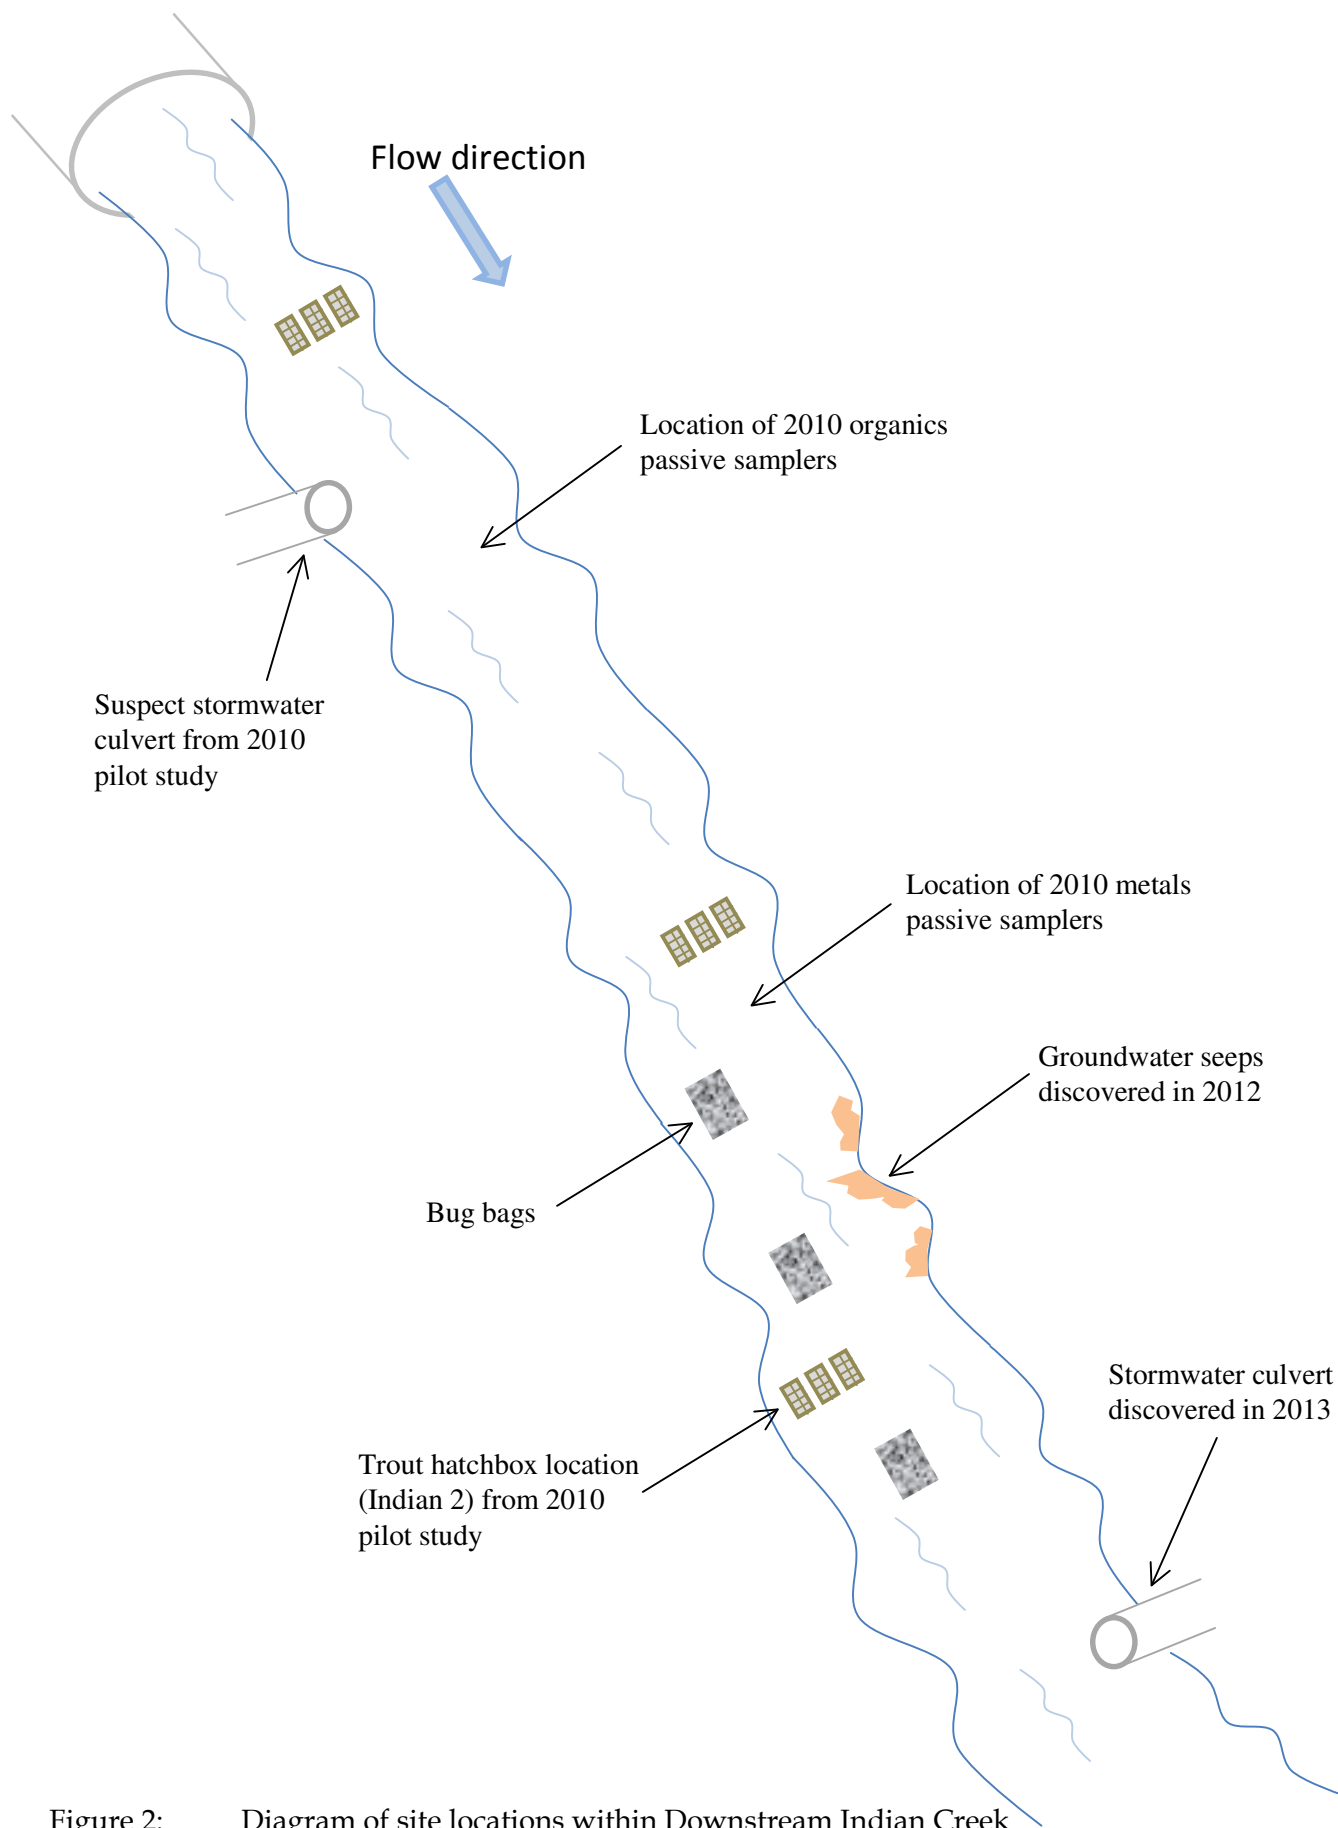 Flow direction
Location of 2010 organics
passive samplers
Suspect stormwater
culvert from 2010
pilot study
Location of 2010 metals
passive samplers
Groundwater seeps
discovered in 2012
Bug bags
Stormwater culvert
discovered in 2013
Trout hatchbox location
(Indian 2) from 2010
pilot study
Figure 2: Diagram of site locations within Downstream Indian Creek